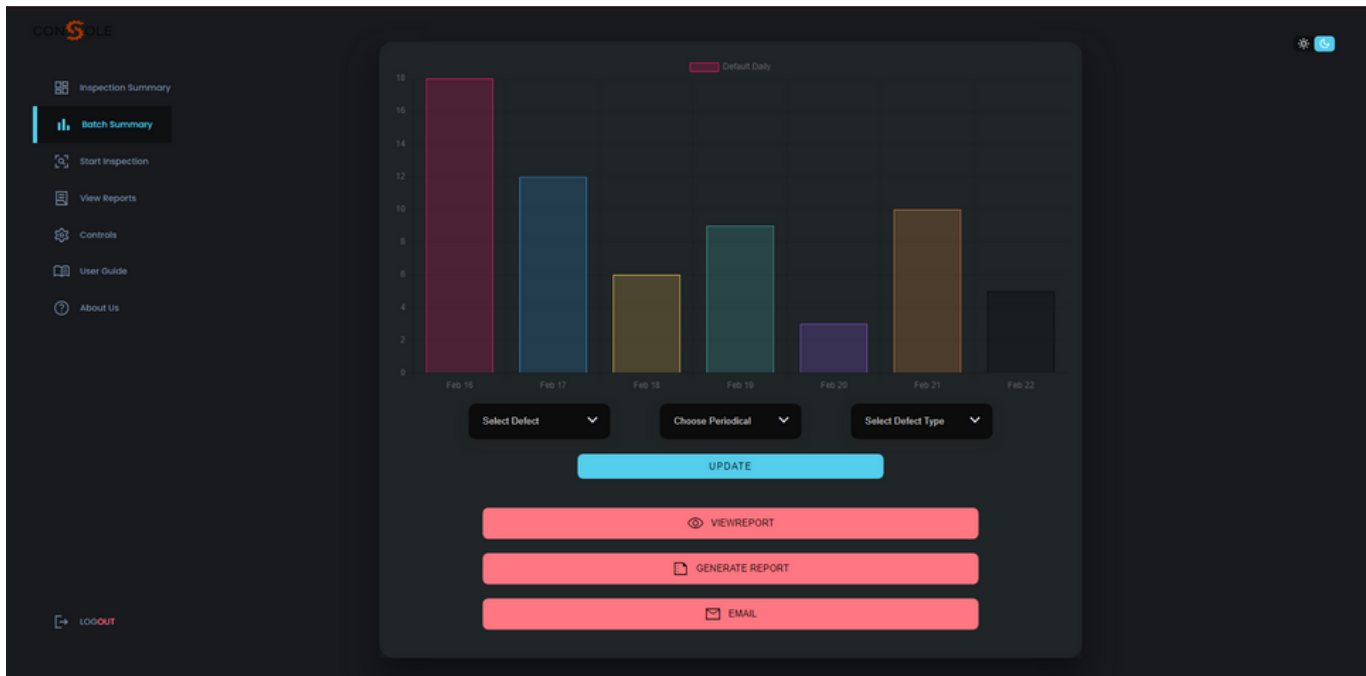 CONSOLE
Inspection Summary
Batch Summary
Start Inspection
View Reports
Controls
User Guide
About Us
LOGOUT
Default Daily
18
16
14
12
10
8
6
4
2
0
Feb 16
Feb 17
Feb 18
Feb 19
Feb 20
Feb 21
Feb 22
Select Defect
Choose Periodical
Select Defect Type
UPDATE
VIEWREPORT
GENERATE REPORT
EMAIL